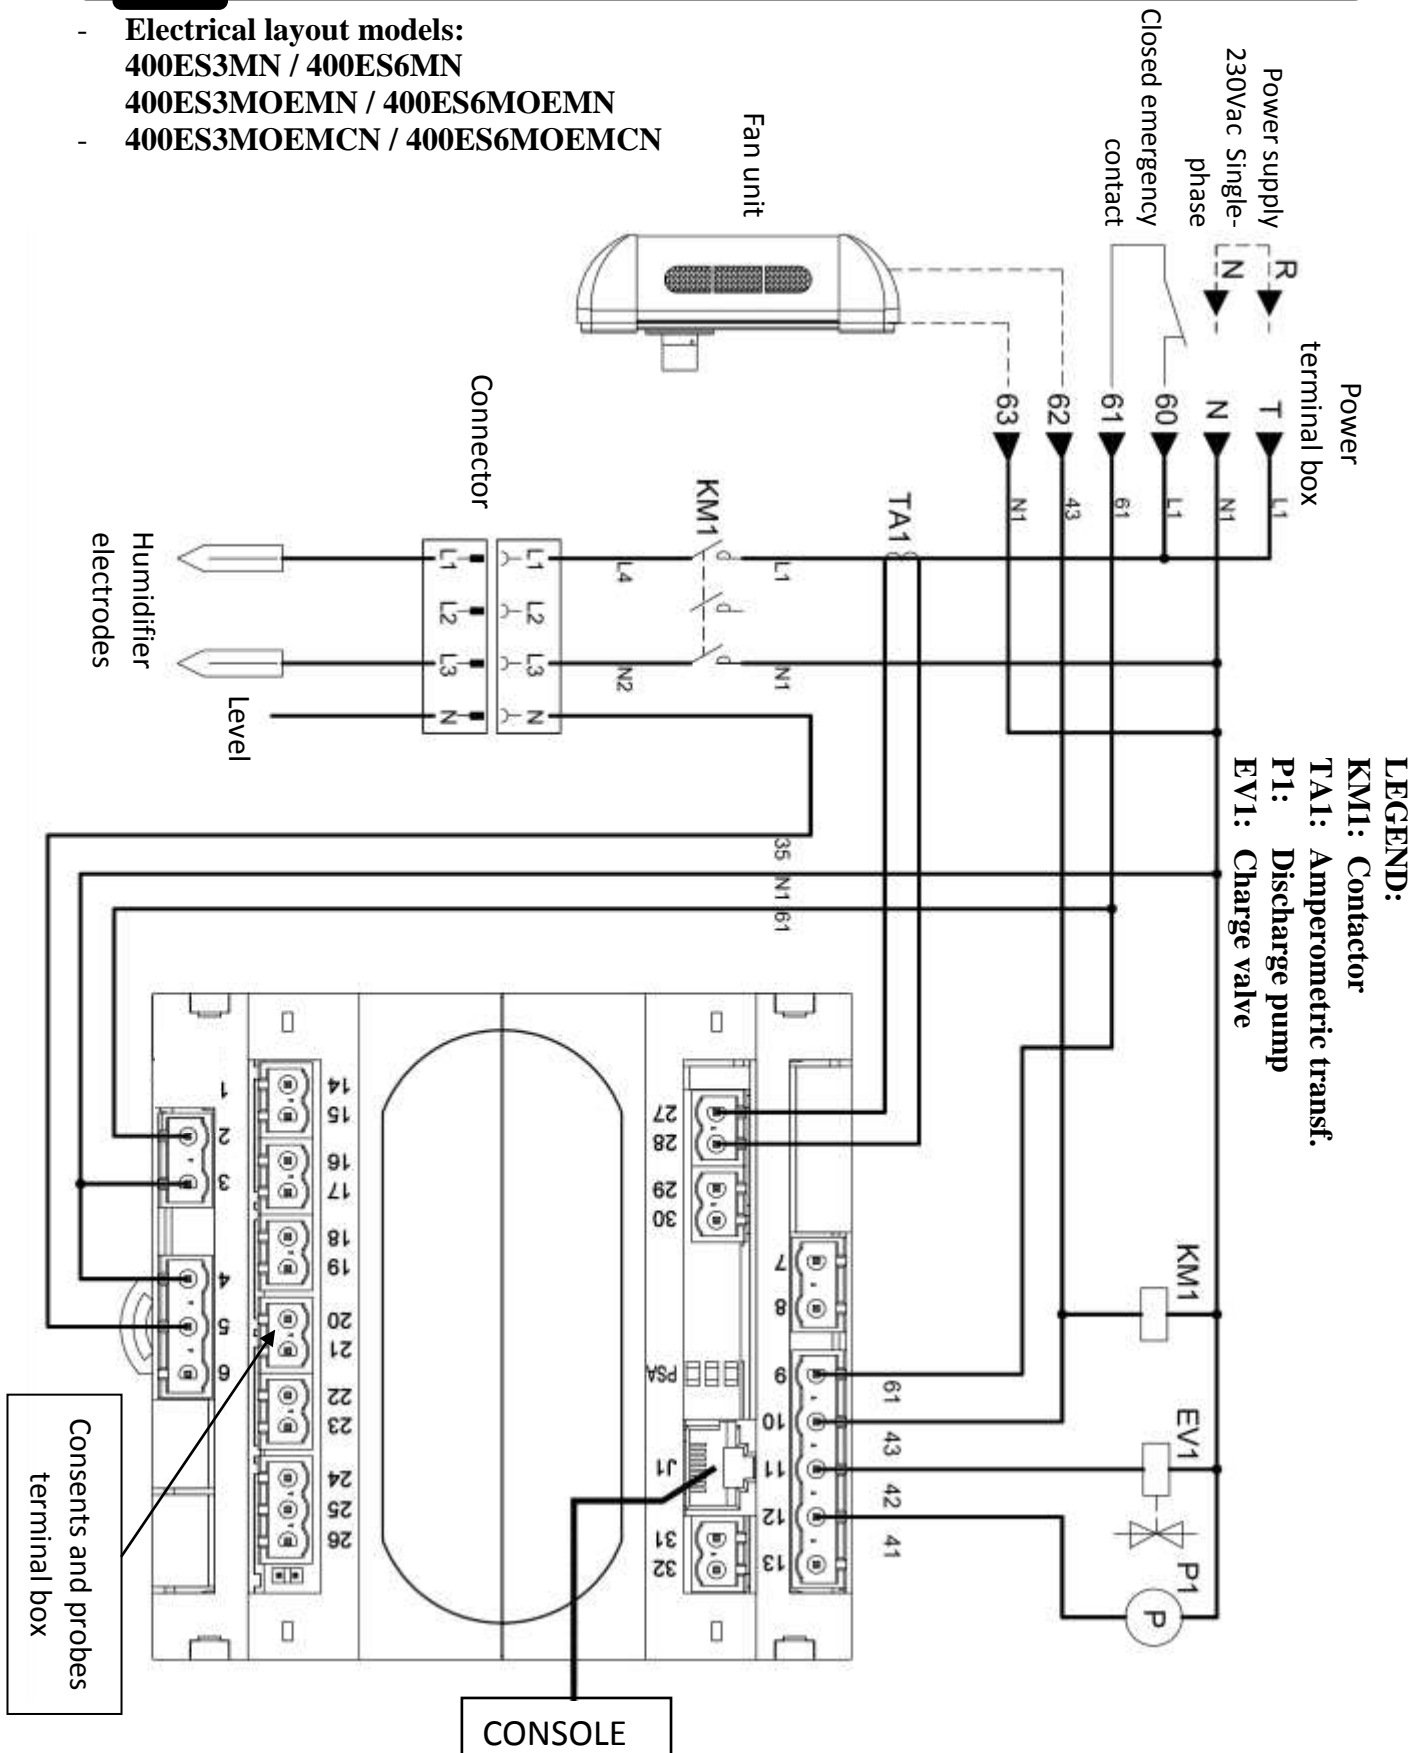 - Electrical layout models:
400ES3MN / 400ES6MN
400ES3MOEMN / 400ES6MOEMN
- 400ES3MOEMCN / 400ES6MOEMCN
Power supply
230Vac Single-
phase
Closed emergency
contact
Fan unit
R
N
Power
terminal box
T
N
60
61
62
63
L1
N1
L1
61
43
N1
TA1
KM1
L1
N1
L4
N2
Connector
L1
L2
L3
N
L1
L2
L3
N
Humidifier
electrodes
Level
35
N1
61
LEGEND:
KM1: Contactor
TA1: Amperometric transf.
P1: Discharge pump
EV1: Charge valve
KM1
EV1
P1
P
61
43
42
41
1
2
3
4
5
6
14
15
16
17
18
19
20
21
22
23
24
25
26
27
28
29
30
PSA
J1
31
32
7
8
9
10
11
12
13
Consents and probes
terminal box
CONSOLE